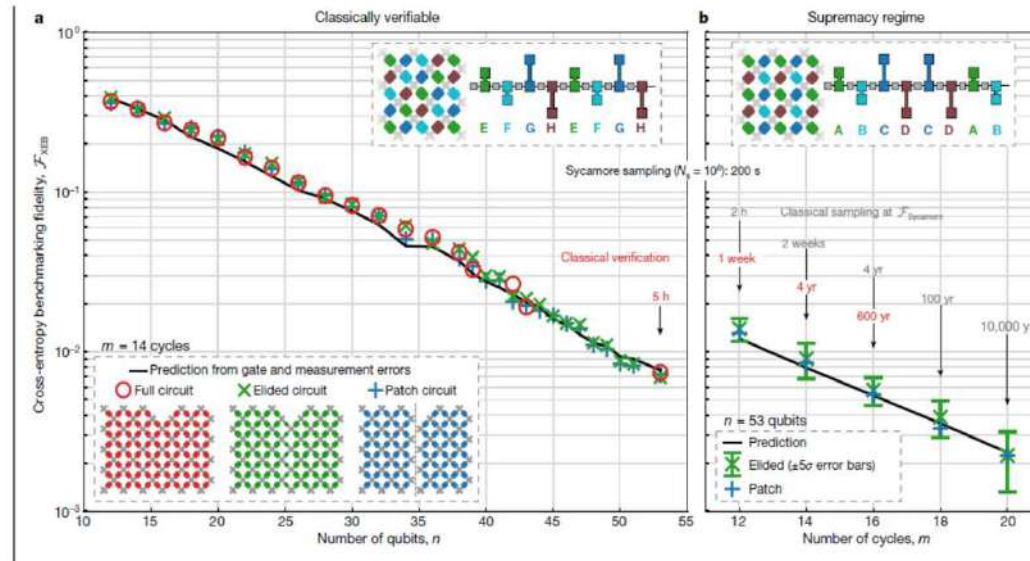 a
Classically verifiable
10⁰
10⁻¹
10⁻²
10⁻³
Cross-entropy benchmarking fidelity, ℱ_XEB
E F G H E F G H
Sycamore sampling (Nₛ = 10⁶): 200 s
Classical verification
5 h
m = 14 cycles
Prediction from gate and measurement errors
Full circuit Elided circuit Patch circuit
10 15 20 25 30 35 40 45 50 55
Number of qubits, n
b
Supremacy regime
A B C D C D A B
2 h Classical sampling at ℱ_Sycamore
1 week 2 weeks
4 yr 4 yr
600 yr 100 yr
10,000 y
n = 53 qubits
Prediction
Elided (±5σ error bars)
Patch
12 14 16 18 20
Number of cycles, m